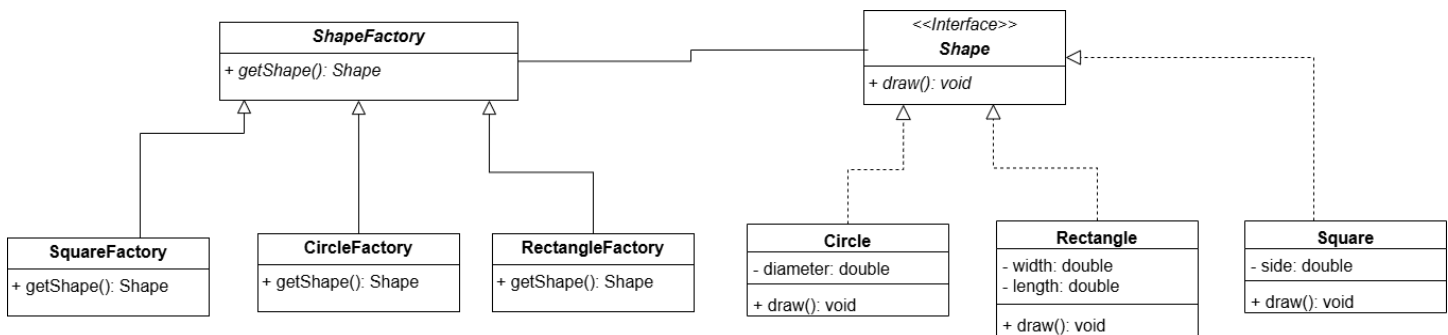 ShapeFactory
+ getShape(): Shape
<<Interface>>
Shape
+ draw(): void
SquareFactory
+ getShape(): Shape
CircleFactory
+ getShape(): Shape
RectangleFactory
+ getShape(): Shape
Circle
- diameter: double
+ draw(): void
Rectangle
- width: double
- length: double
+ draw(): void
Square
- side: double
+ draw(): void